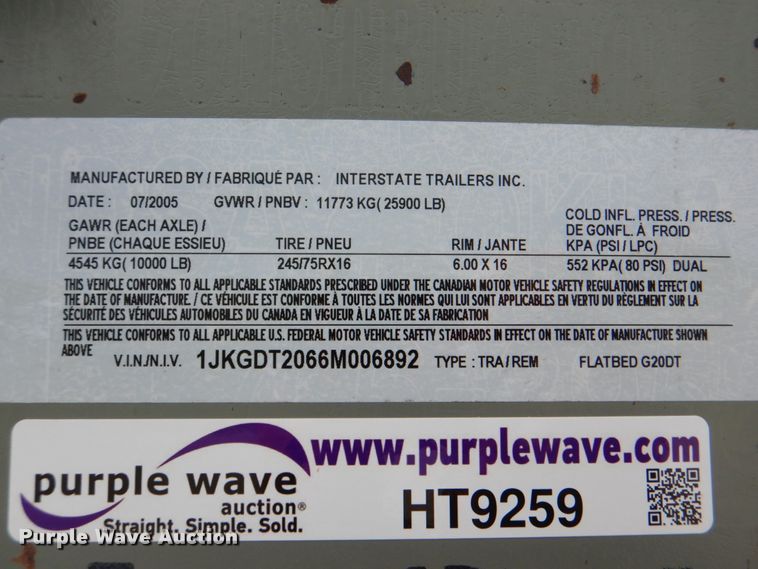 MANUFACTURED BY / FABRIQUÉ PAR : INTERSTATE TRAILERS INC.
DATE : 07/2005 GVWR / PNBV : 11773 KG( 25900 LB)
GAWR (EACH AXLE) / PNBE (CHAQUE ESSIEU) TIRE / PNEU RIM / JANTE COLD INFL. PRESS. / PRESS. DE GONFL. À FROID KPA (PSI / LPC)
4545 KG( 10000 LB) 245/75RX16 6.00 X 16 552 KPA( 80 PSI) DUAL
THIS VEHICLE CONFORMS TO ALL APPLICABLE STANDARDS PRESCRIBED UNDER THE CANADIAN MOTOR VEHICLE SAFETY REGULATIONS IN EFFECT ON
THE DATE OF MANUFACTURE. / CE VÉHICULE EST CONFORME À TOUTES LES NORMES QUI LUI SONT APPLICABLES EN VERTU DU RÈGLEMENT SUR LA
SÉCURITÉ DES VÉHICULES AUTOMOBILES DU CANADA EN VIGUEUR À LA DATE DE SA FABRICATION
THIS VEHICLE CONFORMS TO ALL APPLICABLE U.S. FEDERAL MOTOR VEHICLE SAFETY STANDARDS IN EFFECT ON THE DATE OF MANUFACTURE SHOWN
ABOVE
V.I.N./N.I.V. 1JKGDT2066M006892 TYPE : TRA / REM FLATBED G20DT
purple wave
auction®
Straight. Simple. Sold.
www.purplewave.com
HT9259
Purple Wave Auction